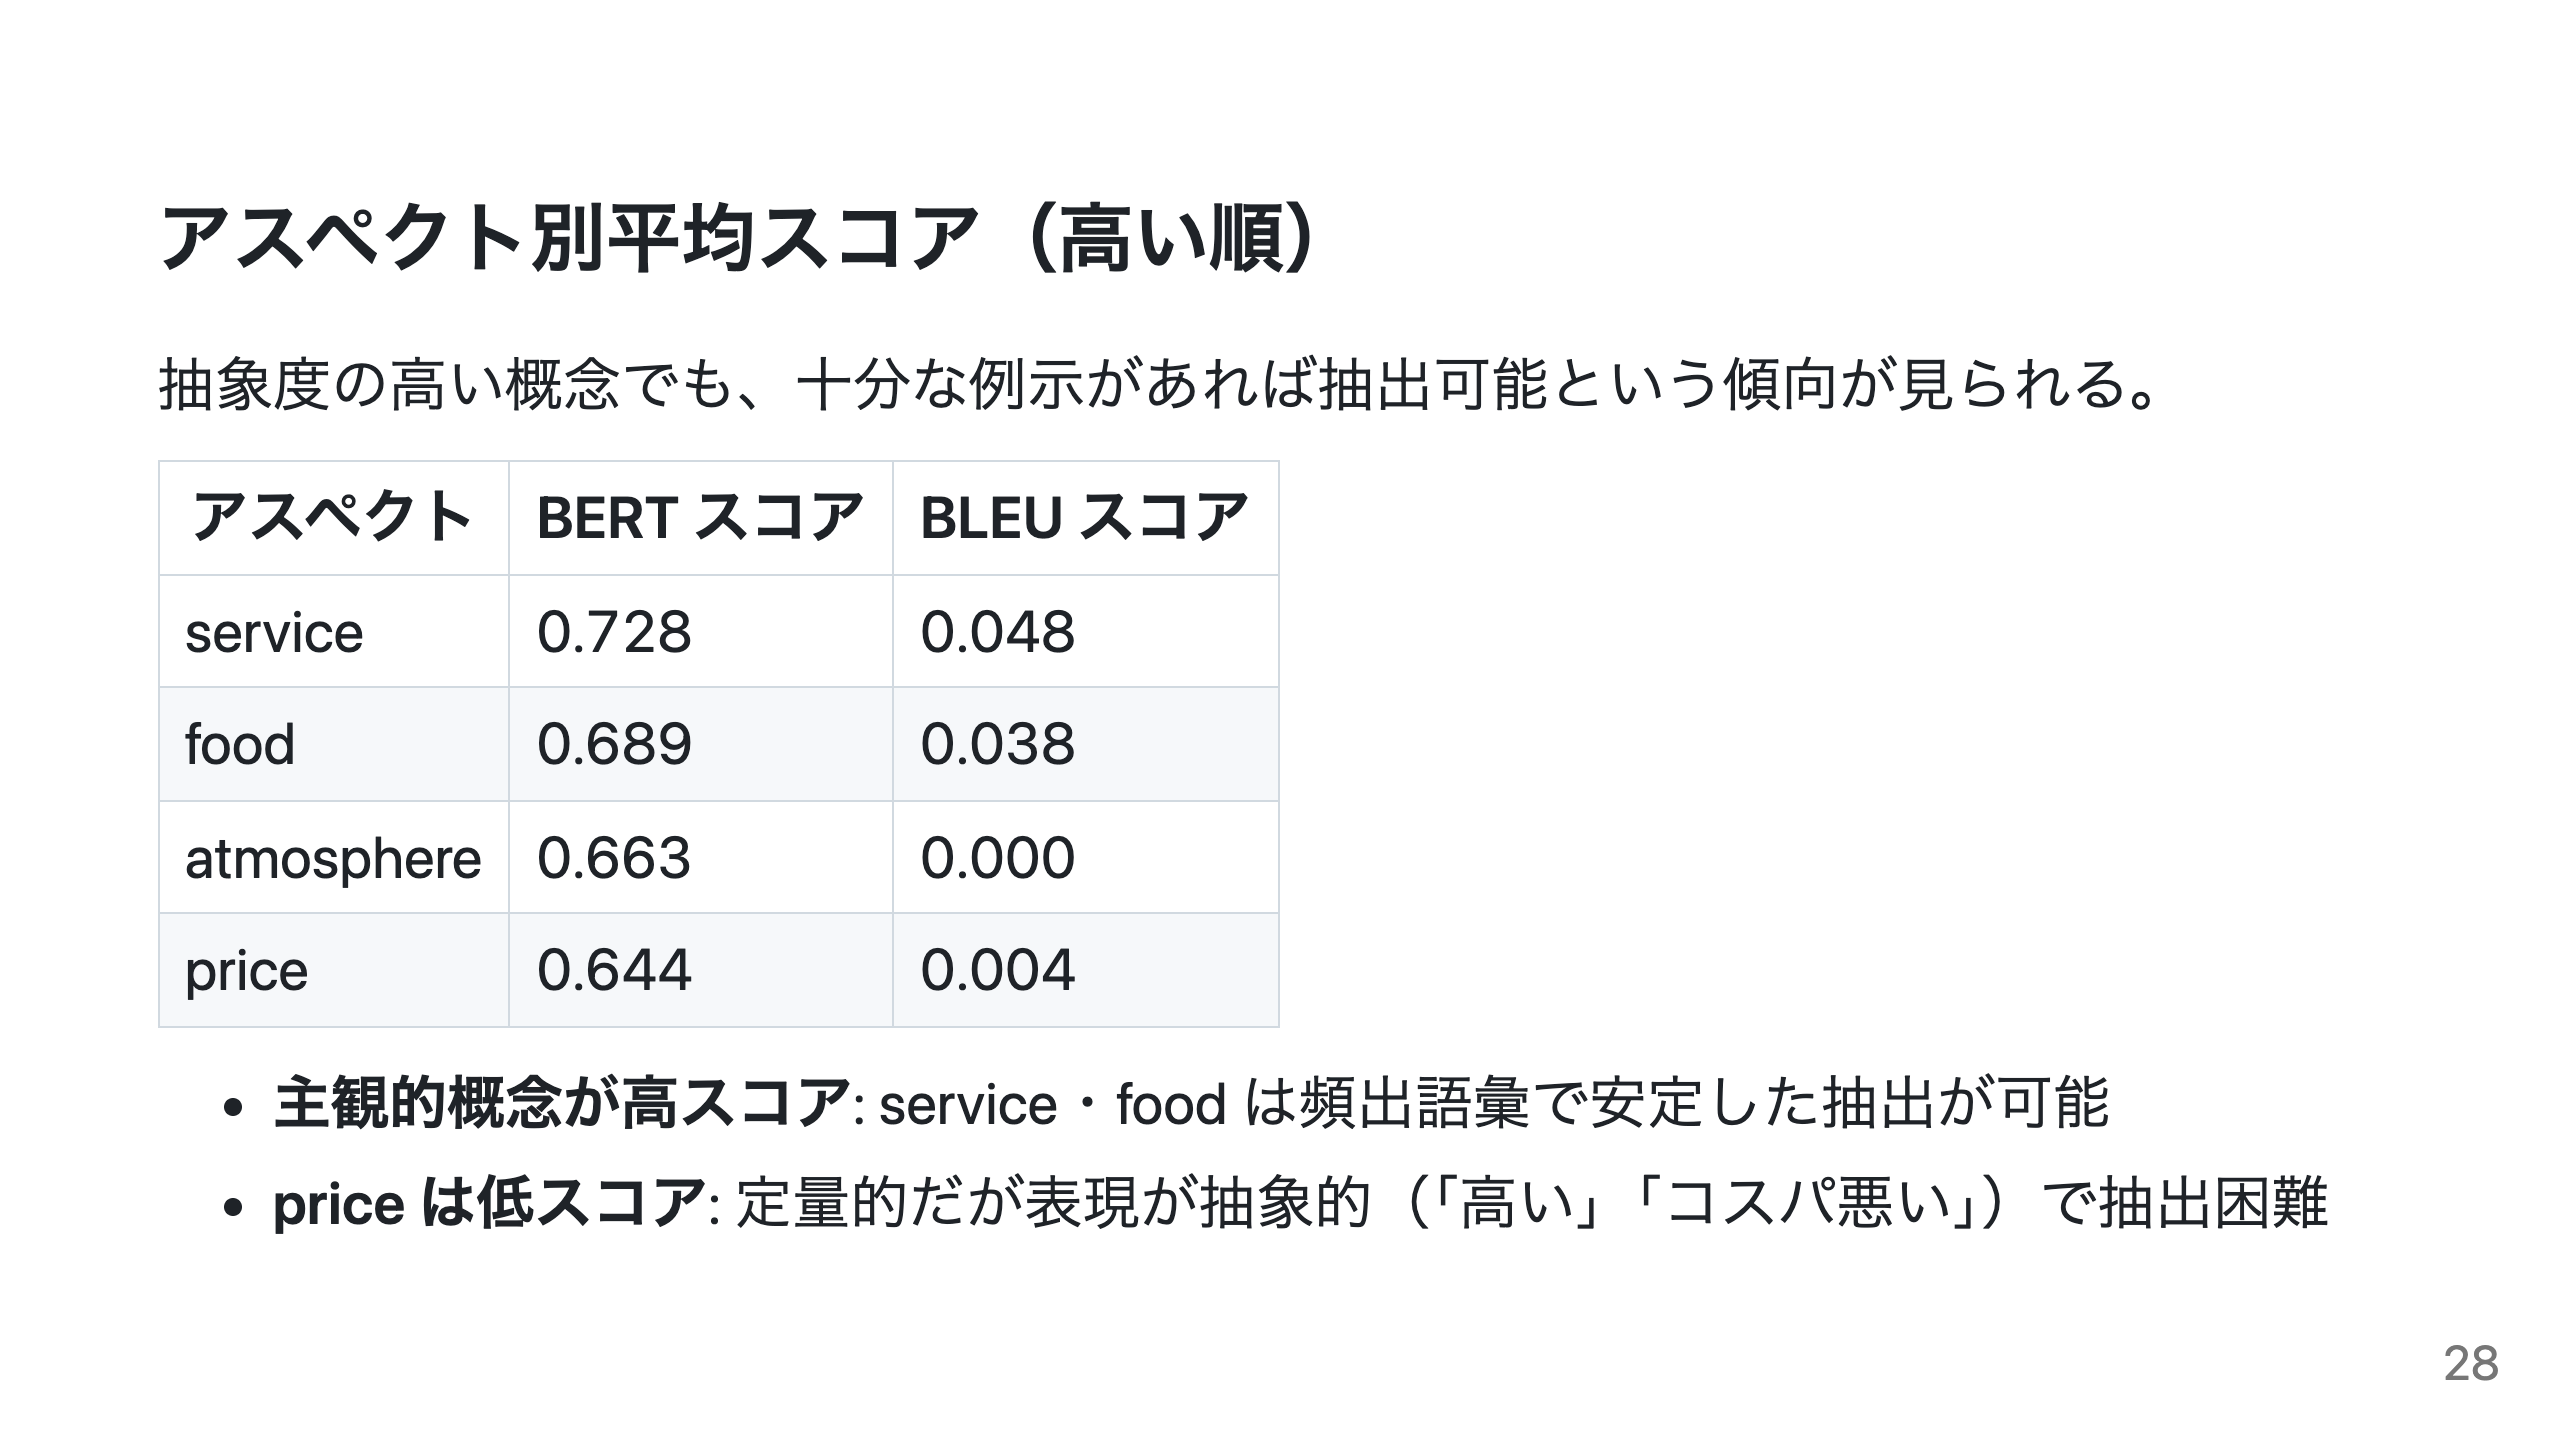 アスペクト別平均スコア（高い順）
抽象度の高い概念でも、十分な例示があれば抽出可能という傾向が見られる。
アスペクト BERT スコア BLEU スコア
service 0.728 0.048
food 0.689 0.038
atmosphere 0.663 0.000
price 0.644 0.004
• 主観的概念が高スコア: service・food は頻出語彙で安定した抽出が可能
• price は低スコア: 定量的だが表現が抽象的（「高い」「コスパ悪い」）で抽出困難
28